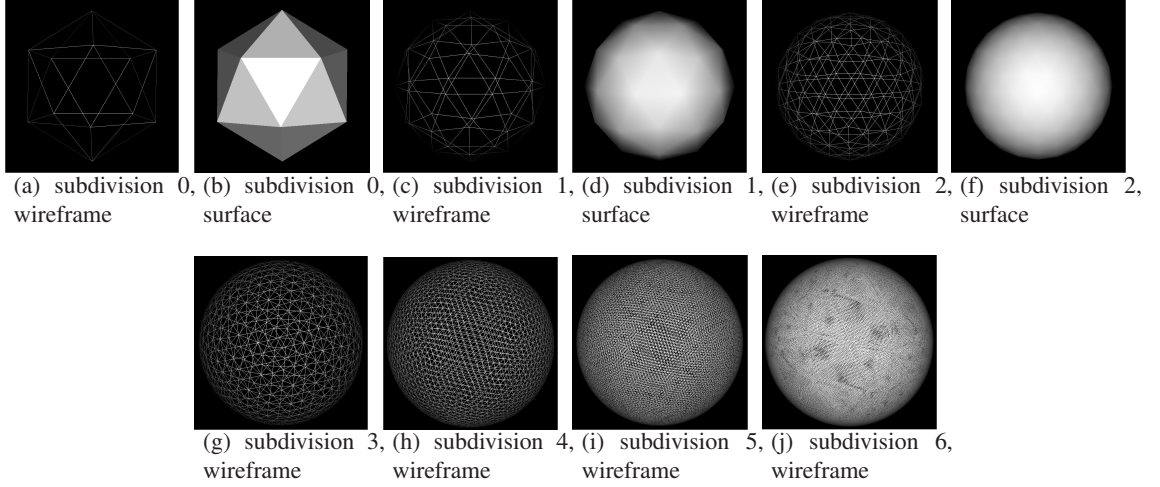 (a) subdivision 0, wireframe
(b) subdivision 0, surface
(c) subdivision 1, wireframe
(d) subdivision 1, surface
(e) subdivision 2, wireframe
(f) subdivision 2, surface
(g) subdivision 3, wireframe
(h) subdivision 4, wireframe
(i) subdivision 5, wireframe
(j) subdivision 6, wireframe